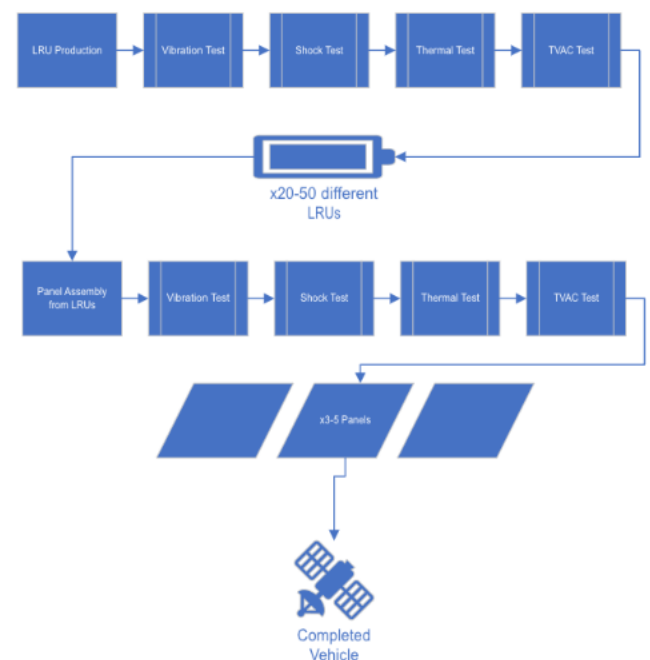 LRU Production
Vibration Test
Shock Test
Thermal Test
TVAC Test
x20-50 different
LRUs
Panel Assembly
from LRUs
Vibration Test
Shock Test
Thermal Test
TVAC Test
x3-5 Panels
Completed
Vehicle